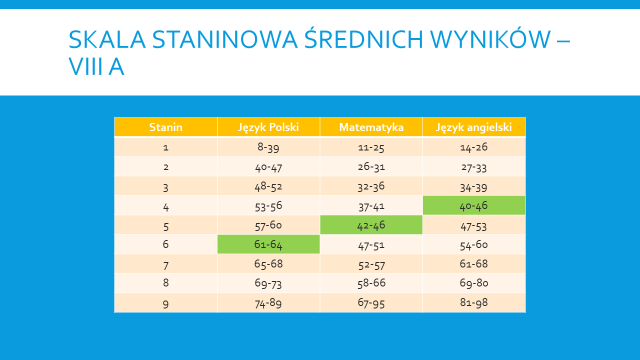 SKALA STANINOWA ŚREDNICH WYNIKÓW –
VIII A
Stanin Język Polski Matematyka Język angielski
1 8-39 11-25 14-26
2 40-47 26-31 27-33
3 48-52 32-36 34-39
4 53-56 37-41 40-46
5 57-60 42-46 47-53
6 61-64 47-51 54-60
7 65-68 52-57 61-68
8 69-73 58-66 69-80
9 74-89 67-95 81-98